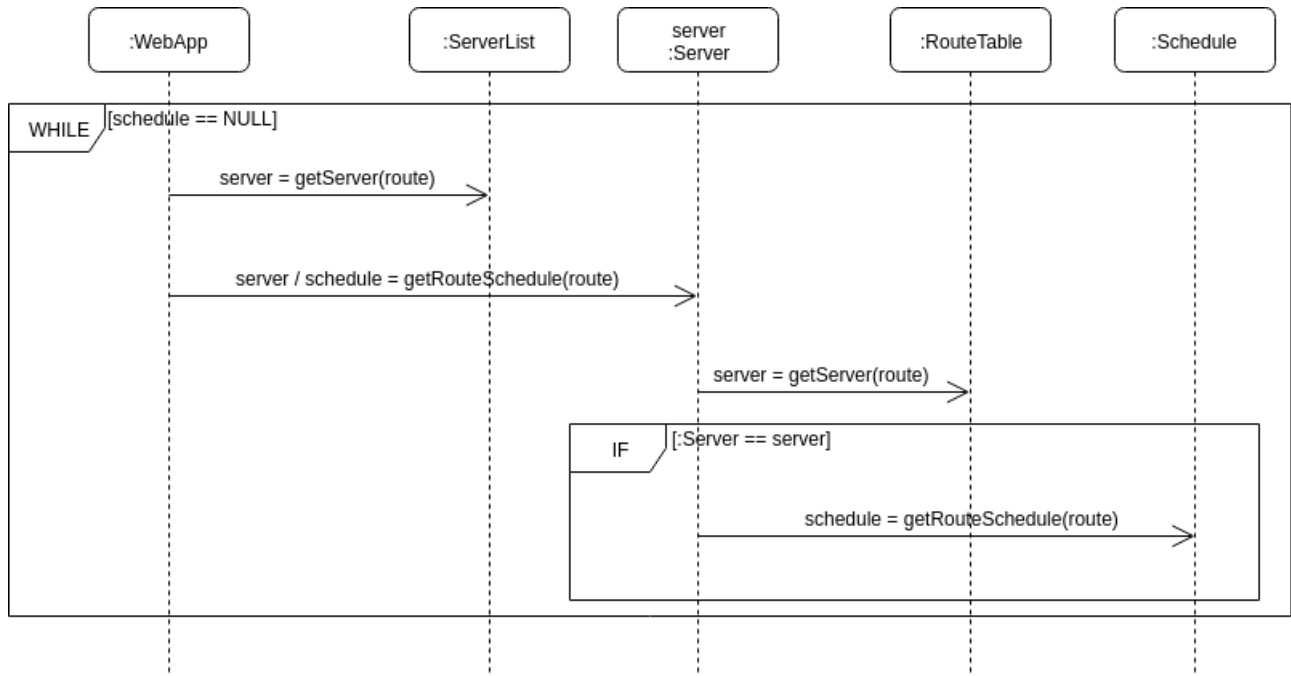 :WebApp
:ServerList
server
:Server
:RouteTable
:Schedule
WHILE
[schedule == NULL]
server = getServer(route)
server / schedule = getRouteSchedule(route)
server = getServer(route)
IF
[:Server == server]
schedule = getRouteSchedule(route)